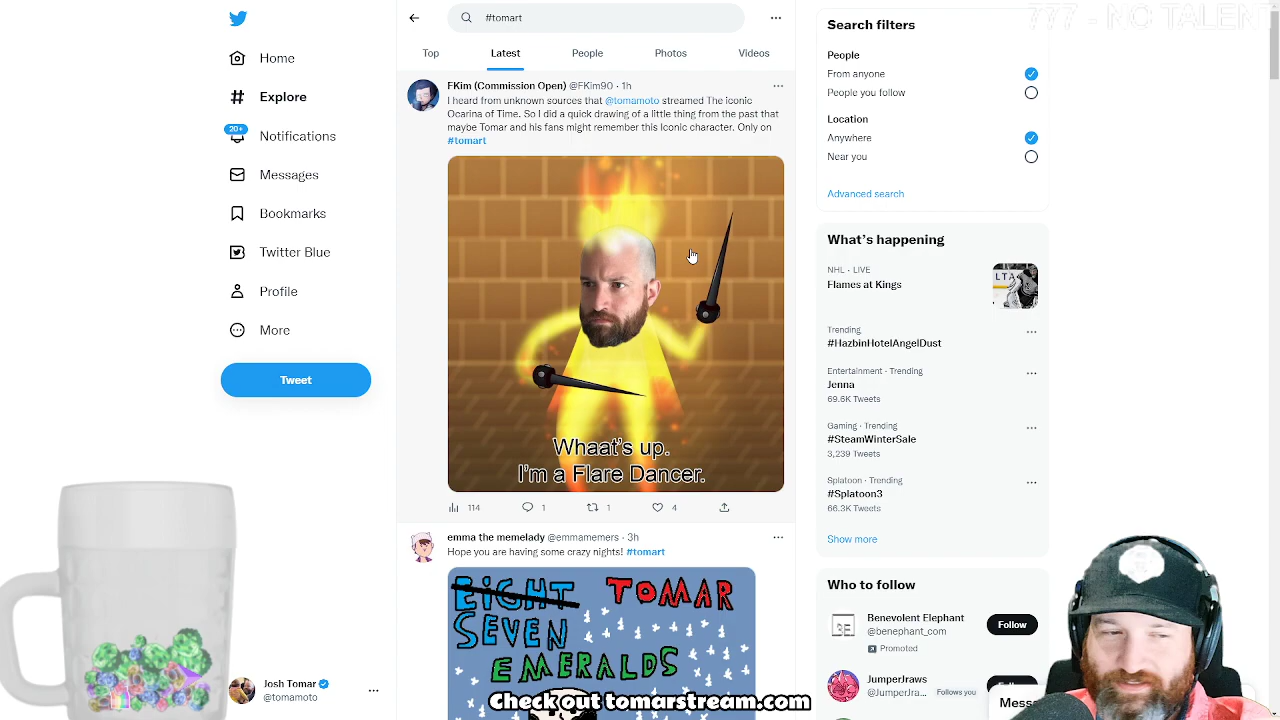 777 - NO TALENT
#tomart
Top
Latest
People
Photos
Videos
Home
Explore
20+
Notifications
Messages
Bookmarks
Twitter Blue
Profile
More
Tweet
Josh Tomar
@tomamoto
FKim (Commission Open) @FKim90 · 1h
I heard from unknown sources that @tomamoto streamed The iconic
Ocarina of Time. So I did a quick drawing of a little thing from the past that
maybe Tomar and his fans might remember this Iconic character. Only on
#tomart
Whaat's up.
I'm a Flare Dancer.
114
1
1
4
emma the memelady @emmamemers · 3h
Hope you are having some crazy nights! #tomart
EIGHT TOMAR
SEVEN
EMERALDS
Check out tomarstream.com
Search filters
People
From anyone
People you follow
Location
Anywhere
Near you
Advanced search
What's happening
NHL · LIVE
Flames at Kings
Trending
#HazbinHotelAngelDust
Entertainment · Trending
Jenna
69.6K Tweets
Gaming · Trending
#SteamWinterSale
3,239 Tweets
Splatoon · Trending
#Splatoon3
66.3K Tweets
Show more
Who to follow
Benevolent Elephant
@benephant_com
Promoted
Follow
JumperJraws
@JumperJra... Follows you